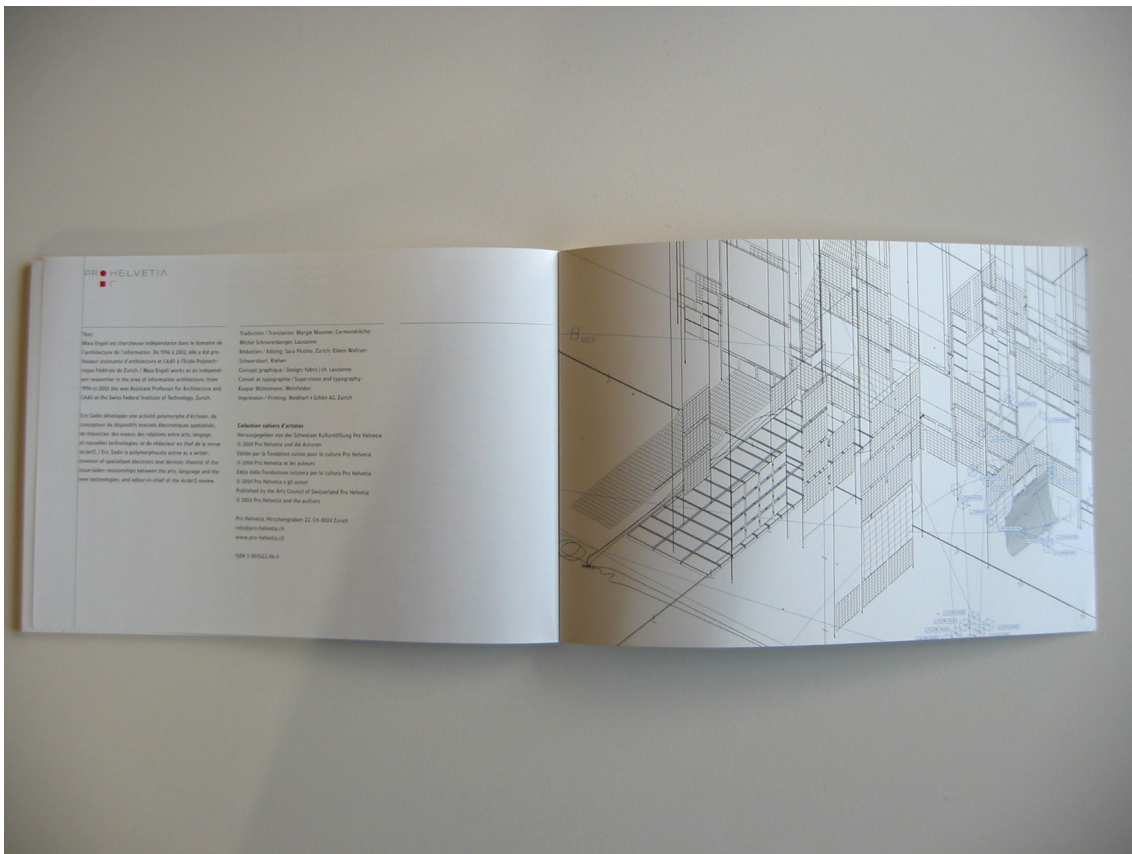 PRO HELVETIA
Text:
Maia Engeli est chercheuse indépendante dans le domaine de
l'architecture de l'information. De 1996 à 2002, elle a été pro-
fesseur assistante d'architecture et CAAD à l'Ecole Polytech-
nique Fédérale de Zurich. / Maia Engeli works as an independ-
ent researcher in the area of information architecture; from
1996 to 2002 she was Assistant Professor for Architecture and
CAAD at the Swiss Federal Institute of Technology, Zurich.
Eric Sadin développe une activité polymorphe d'écrivain, de
concepteur de dispositifs textuels électroniques spatialisés,
de théoricien des enjeux des relations entre arts, langage,
et nouvelles technologies, et de rédacteur en chef de la revue
éc/artS. / Eric Sadin is polymorphously active as a writer;
inventor of spatialised electronic text devices; theorist of the
relationships between the arts, language and the
new technologies; and editor-in-chief of the éc/artS review.
Traduction / Translation: Margie Mounier, Cormondrèche
Michel Schnarenberger, Lausanne
Rédaction / Editing: Sara Plutino, Zurich; Eileen Walliser-
Schwarzbart, Riehen
Concept graphique / Design: fabric | ch, Lausanne
Conseil et typographie / Supervision and typography:
Kaspar Mühlemann, Weinfelden
Impression / Printing: Neidhart + Schön AG, Zurich
Collection cahiers d'artistes
Herausgegeben von der Schweizer Kulturstiftung Pro Helvetia
© 2004 Pro Helvetia und die Autoren
Editée par la Fondation suisse pour la culture Pro Helvetia
© 2004 Pro Helvetia et les auteurs
Edita dalla Fondazione svizzera per la cultura Pro Helvetia
© 2004 Pro Helvetia e gli autori
Published by the Arts Council of Switzerland Pro Helvetia
© 2004 Pro Helvetia and the authors
Pro Helvetia, Hirschengraben 22, CH-8024 Zurich
info@pro-helvetia.ch
www.pro-helvetia.ch